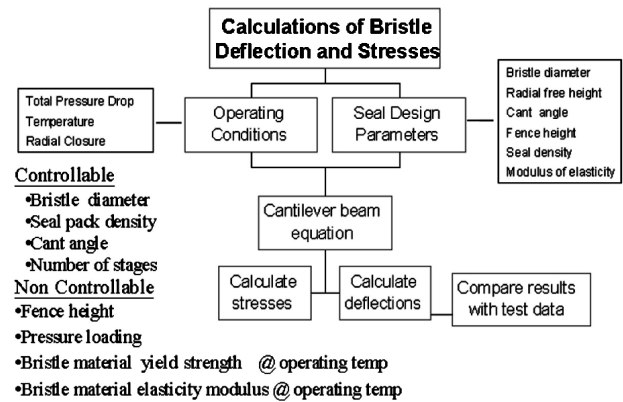 Calculations of Bristle
Deflection and Stresses
Total Pressure Drop
Temperature
Radial Closure
Operating
Conditions
Seal Design
Parameters
Bristle diameter
Radial free height
Cant angle
Fence height
Seal density
Modulus of elasticity
Cantilever beam
equation
Calculate
stresses
Calculate
deflections
Compare results
with test data
Controllable
•Bristle diameter
•Seal pack density
•Cant angle
•Number of stages
Non Controllable
•Fence height
•Pressure loading
•Bristle material yield strength @ operating temp
•Bristle material elasticity modulus @ operating temp